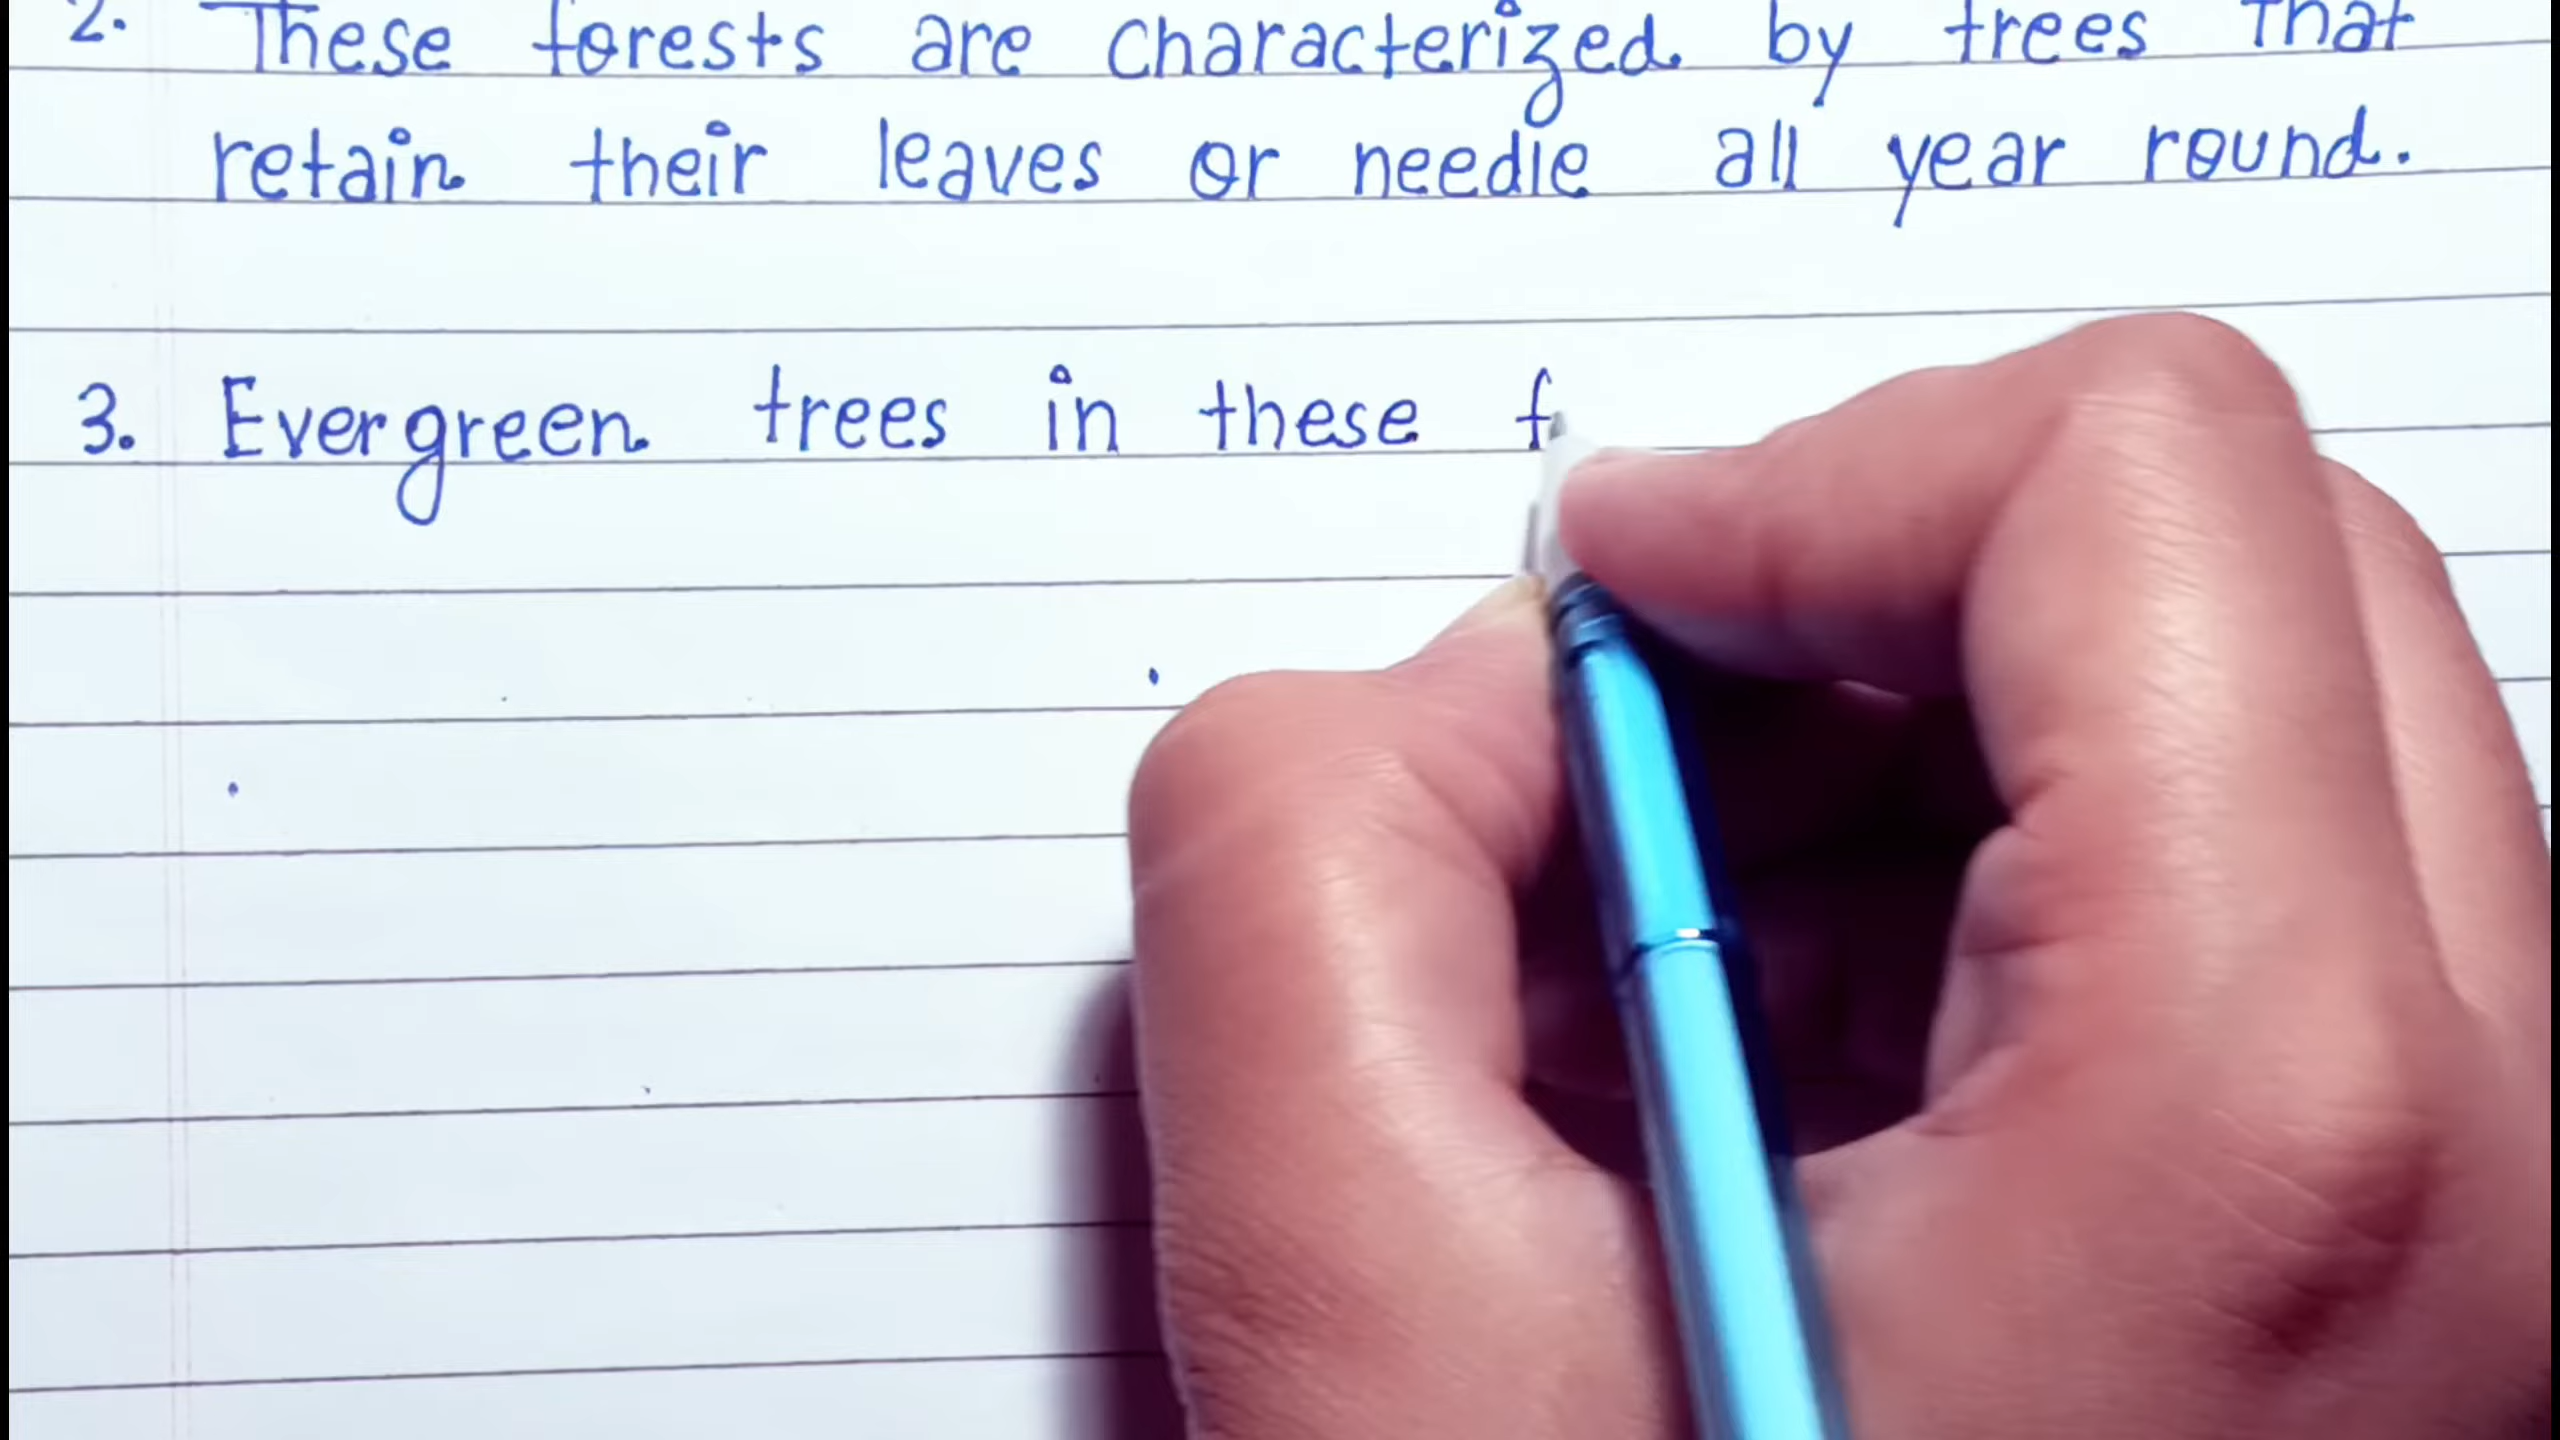 2. These forests are characterized by trees that
retain their leaves or needie all year round.
3. Evergreen trees in these f